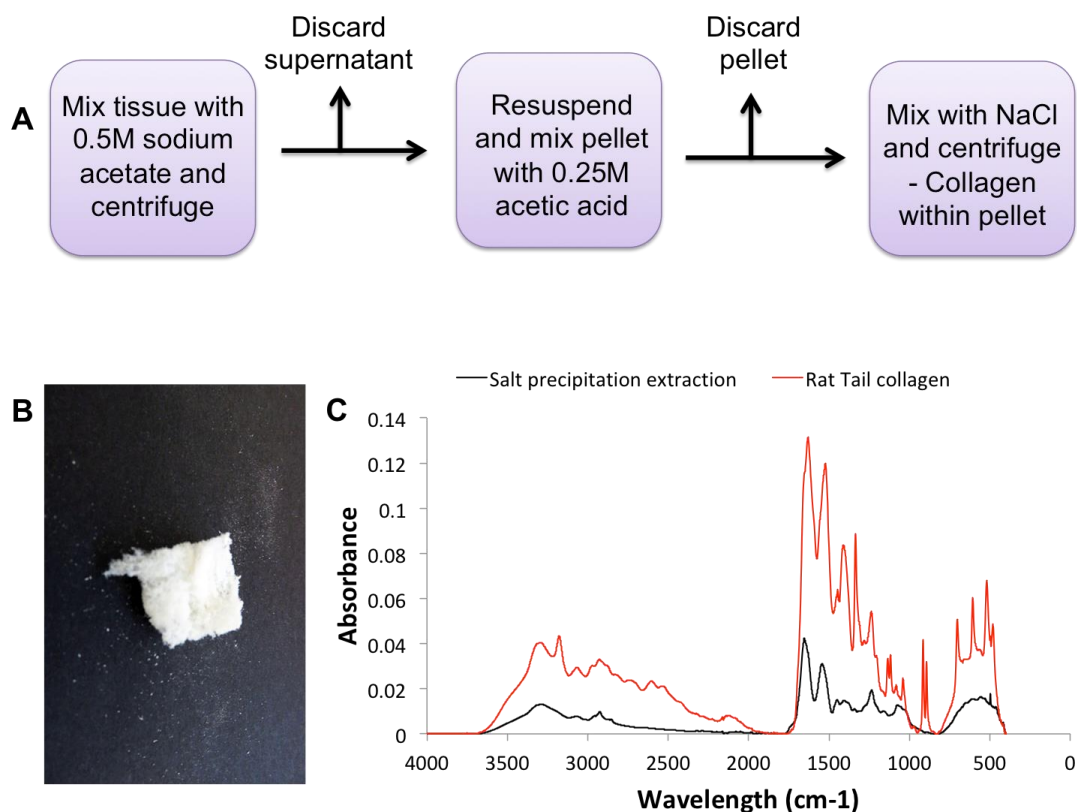 A
Mix tissue with
0.5M sodium
acetate and
centrifuge
Discard
supernatant
Resuspend
and mix pellet
with 0.25M
acetic acid
Discard
pellet
Mix with NaCl
and centrifuge
- Collagen
within pellet
B
C
Salt precipitation extraction
Rat Tail collagen
Absorbance
0.14
0.12
0.1
0.08
0.06
0.04
0.02
0
4000 3500 3000 2500 2000 1500 1000 500 0
Wavelength (cm-1)